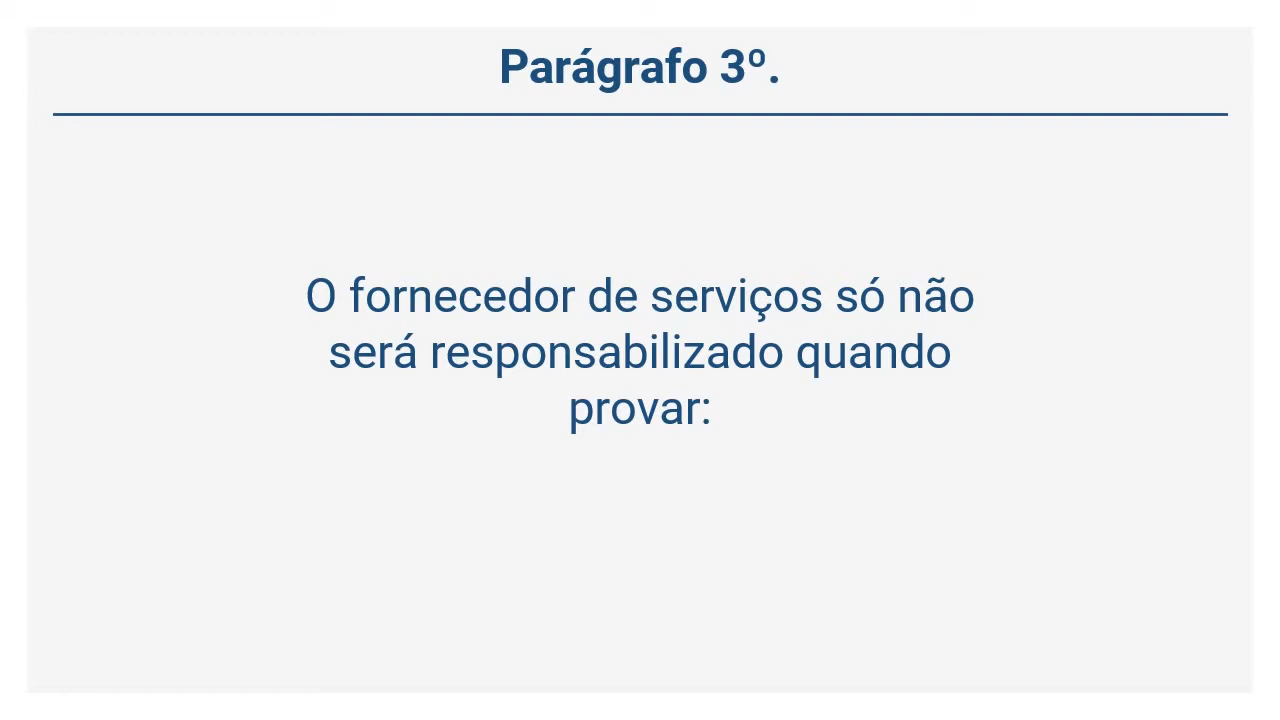 Parágrafo 3º.
O fornecedor de serviços só não
será responsabilizado quando
provar: